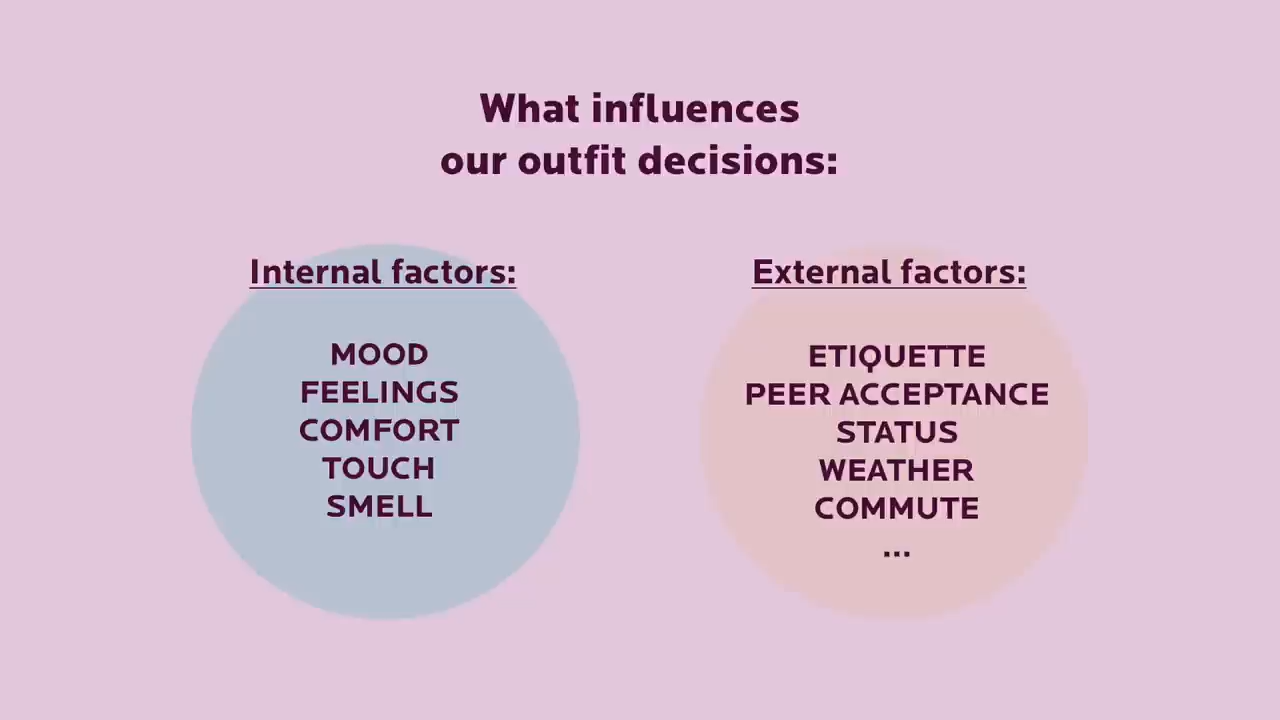 What influences
our outfit decisions:
Internal factors:
MOOD
FEELINGS
COMFORT
TOUCH
SMELL
External factors:
ETIQUETTE
PEER ACCEPTANCE
STATUS
WEATHER
COMMUTE
...